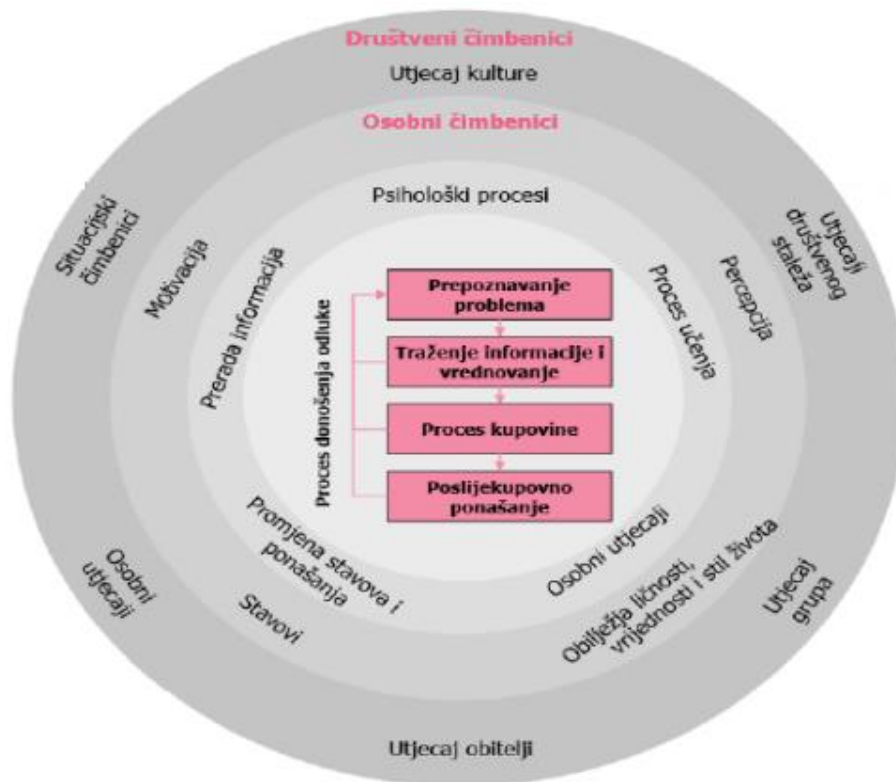 Društveni čimbenici
Utjecaj kulture
Osobni čimbenici
Psihološki procesi
Situacijski
čimbenici
Motivacija
Prerada informacija
Proces učenja
Percepcija
Utjecaji
društvenog
staleža
Proces donošenja odluke
Prepoznavanje
problema
Traženje informacije i
vrednovanje
Proces kupovine
Poslijekupovno
ponašanje
Promjena stavova i
ponašanja
Osobni utjecaji
Osobni
utjecaji
Stavovi
Obilježja ličnosti,
vrijednosti i stil života
Utjecaj
grupa
Utjecaj obitelji